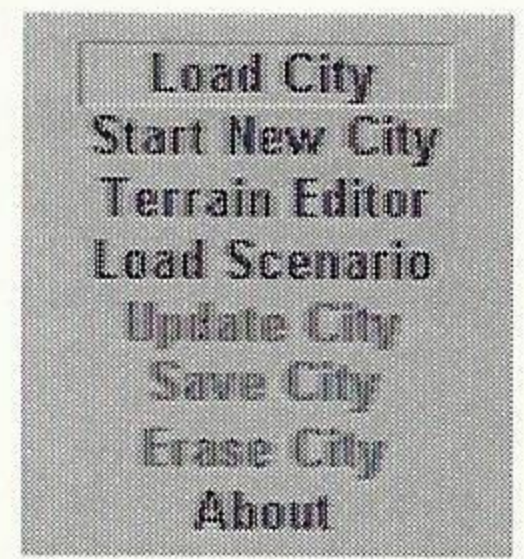 Load City
Start New City
Terrain Editor
Load Scenario
Update City
Save City
Erase City
About